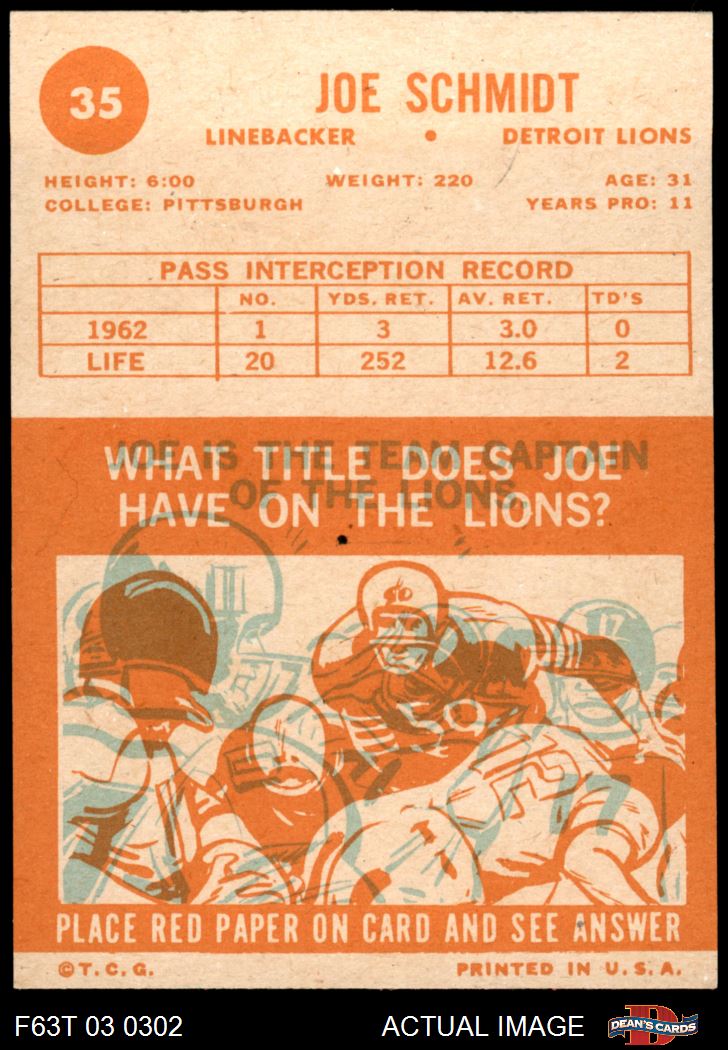 35
JOE SCHMIDT
LINEBACKER • DETROIT LIONS
HEIGHT: 6:00 WEIGHT: 220 AGE: 31
COLLEGE: PITTSBURGH YEARS PRO: 11
PASS INTERCEPTION RECORD
NO. YDS. RET. AV. RET. TD'S
1962 1 3 3.0 0
LIFE 20 252 12.6 2
JOE IS THE TEAM CAPTAIN
OF THE LIONS.
WHAT TITLE DOES JOE
HAVE ON THE LIONS?
PLACE RED PAPER ON CARD AND SEE ANSWER
©T.C.G. PRINTED IN U.S.A.
F63T 03 0302 ACTUAL IMAGE D DEAN'S CARDS